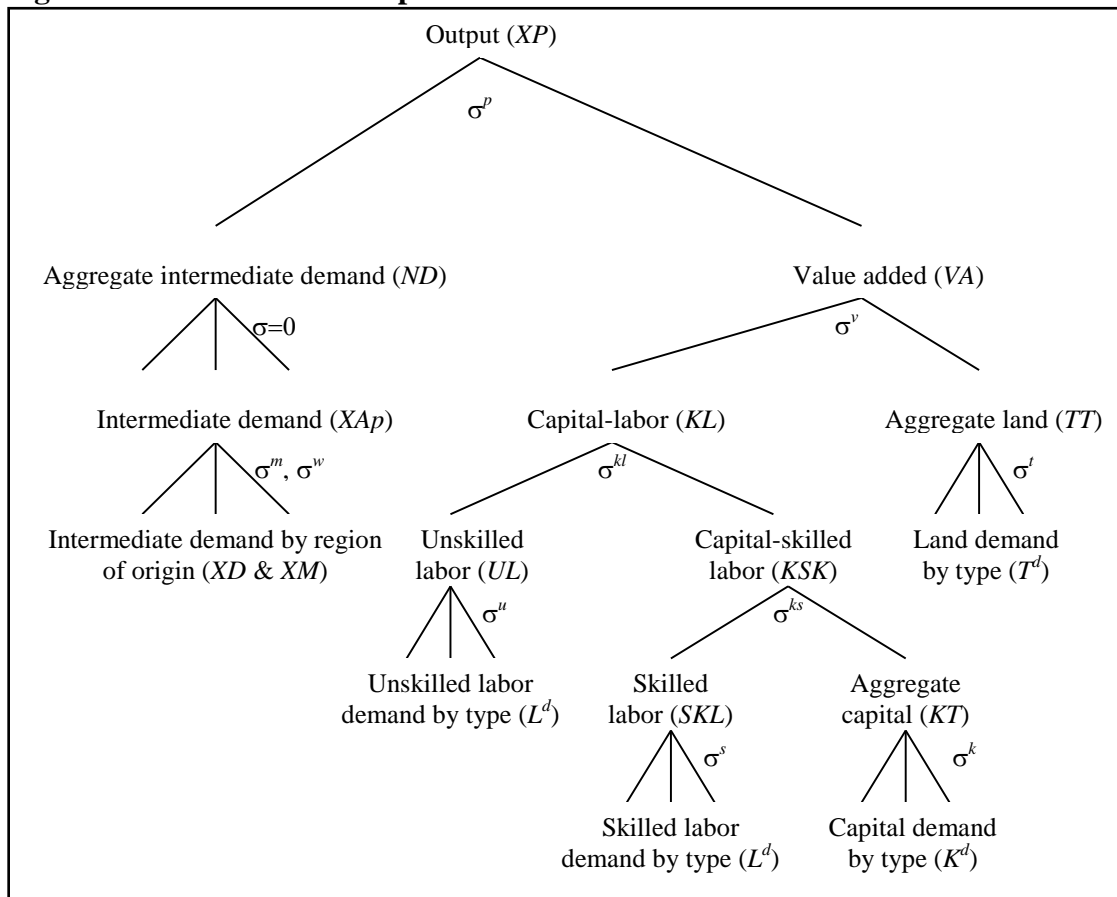 Output (XP)
σ^p
Aggregate intermediate demand (ND)
Value added (VA)
σ=0
σ^v
Intermediate demand (XAp)
Capital-labor (KL)
Aggregate land (TT)
σ^m, σ^w
σ^kl
σ^t
Intermediate demand by region
of origin (XD & XM)
Unskilled
labor (UL)
Capital-skilled
labor (KSK)
Land demand
by type (T^d)
σ^u
σ^ks
Unskilled labor
demand by type (L^d)
Skilled
labor (SKL)
Aggregate
capital (KT)
σ^s
σ^k
Skilled labor
demand by type (L^d)
Capital demand
by type (K^d)